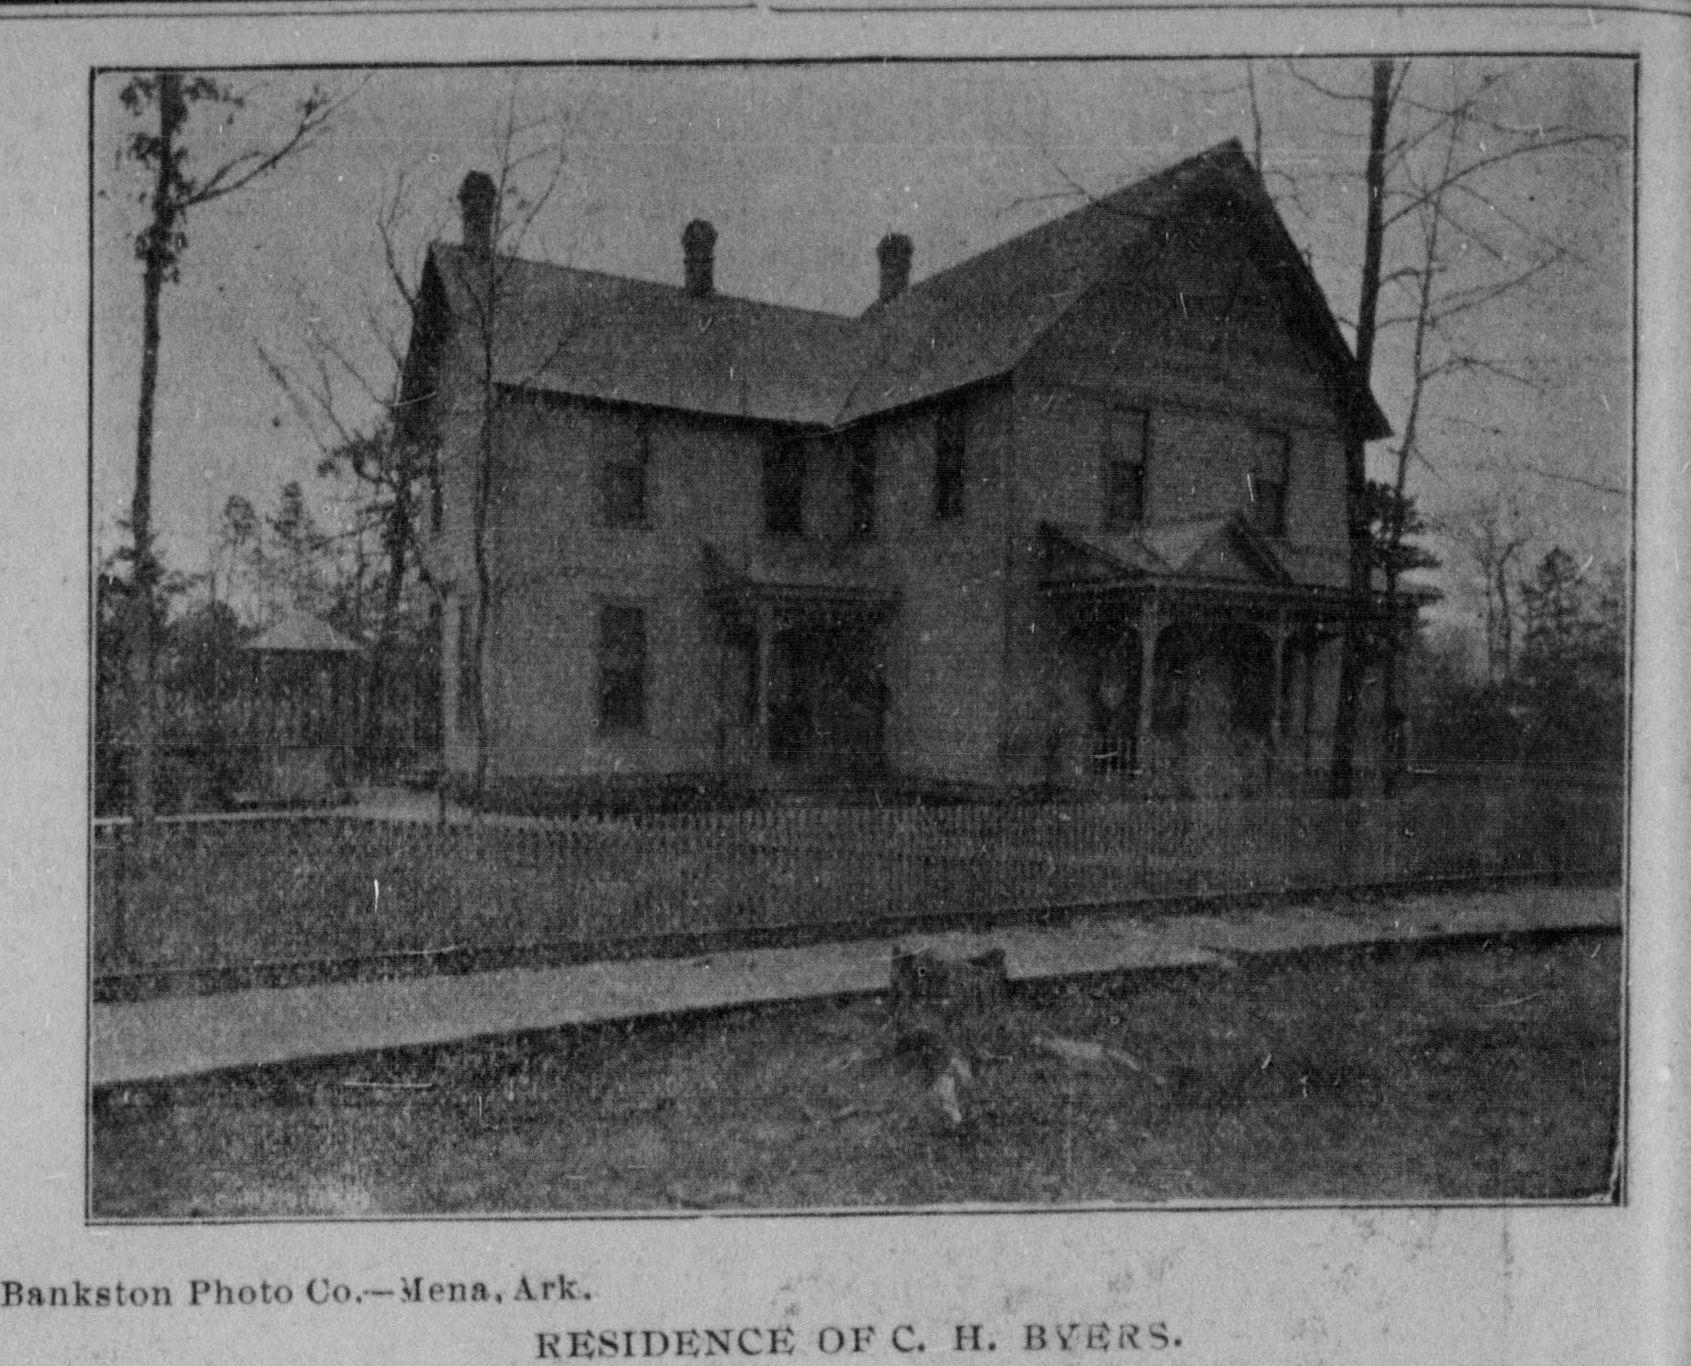 Bankston Photo Co.—Mena, Ark.
RESIDENCE OF C. H. BYERS.